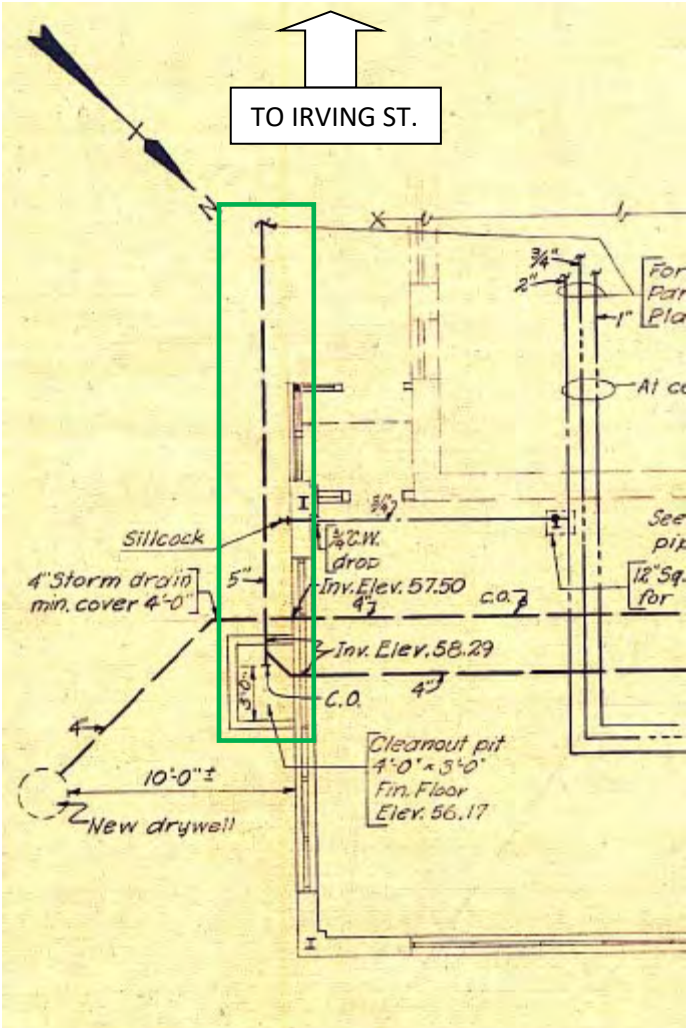 TO IRVING ST.
N
3/4"
2"
1"
For
Par
Pla
At co
I
3/4"
Sillcock
3/4" C.W.
drop
See
pip
12" Sq.
for
4" Storm drain
min. cover 4'-0"
5"
Inv. Elev. 57.50
4"
C.O.
Inv. Elev. 58.29
3'-0"
C.O.
4"
4"
Cleanout pit
4'-0" x 3'-0"
Fin. Floor
Elev. 56.17
10'-0" ±
New drywell
I